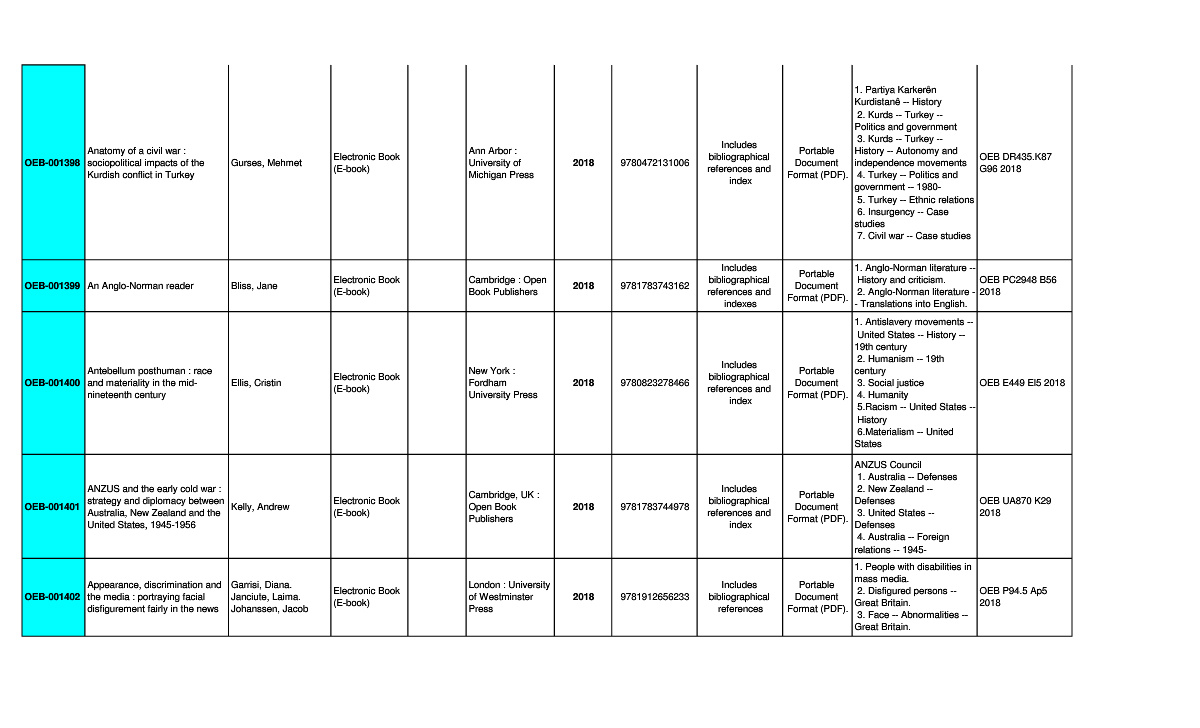 OEB-001398
Anatomy of a civil war :
sociopolitical impacts of the
Kurdish conflict in Turkey
Gurses, Mehmet
Electronic Book
(E-book)
Ann Arbor :
University of
Michigan Press
2018
9780472131006
Includes
bibliographical
references and
index
Portable
Document
Format (PDF).
1. Partiya Karkerên
Kurdistanê -- History
2. Kurds -- Turkey --
Politics and government
3. Kurds -- Turkey --
History -- Autonomy and
independence movements
4. Turkey -- Politics and
government -- 1980-
5. Turkey -- Ethnic relations
6. Insurgency -- Case
studies
7. Civil war -- Case studies
OEB DR435.K87
G96 2018
OEB-001399
An Anglo-Norman reader
Bliss, Jane
Electronic Book
(E-book)
Cambridge : Open
Book Publishers
2018
9781783743162
Includes
bibliographical
references and
indexes
Portable
Document
Format (PDF).
1. Anglo-Norman literature --
History and criticism.
2. Anglo-Norman literature -
- Translations into English.
OEB PC2948 B56
2018
OEB-001400
Antebellum posthuman : race
and materiality in the mid-
nineteenth century
Ellis, Cristin
Electronic Book
(E-book)
New York :
Fordham
University Press
2018
9780823278466
Includes
bibliographical
references and
index
Portable
Document
Format (PDF).
1. Antislavery movements --
United States -- History --
19th century
2. Humanism -- 19th
century
3. Social justice
4. Humanity
5.Racism -- United States --
History
6.Materialism -- United
States
OEB E449 El5 2018
OEB-001401
ANZUS and the early cold war :
strategy and diplomacy between
Australia, New Zealand and the
United States, 1945-1956
Kelly, Andrew
Electronic Book
(E-book)
Cambridge, UK :
Open Book
Publishers
2018
9781783744978
Includes
bibliographical
references and
index
Portable
Document
Format (PDF).
ANZUS Council
1. Australia -- Defenses
2. New Zealand --
Defenses
3. United States --
Defenses
4. Australia -- Foreign
relations -- 1945-
OEB UA870 K29
2018
OEB-001402
Appearance, discrimination and
the media : portraying facial
disfigurement fairly in the news
Garrisi, Diana.
Janciute, Laima.
Johanssen, Jacob
Electronic Book
(E-book)
London : University
of Westminster
Press
2018
9781912656233
Includes
bibliographical
references
Portable
Document
Format (PDF).
1. People with disabilities in
mass media.
2. Disfigured persons --
Great Britain.
3. Face -- Abnormalities --
Great Britain.
OEB P94.5 Ap5
2018